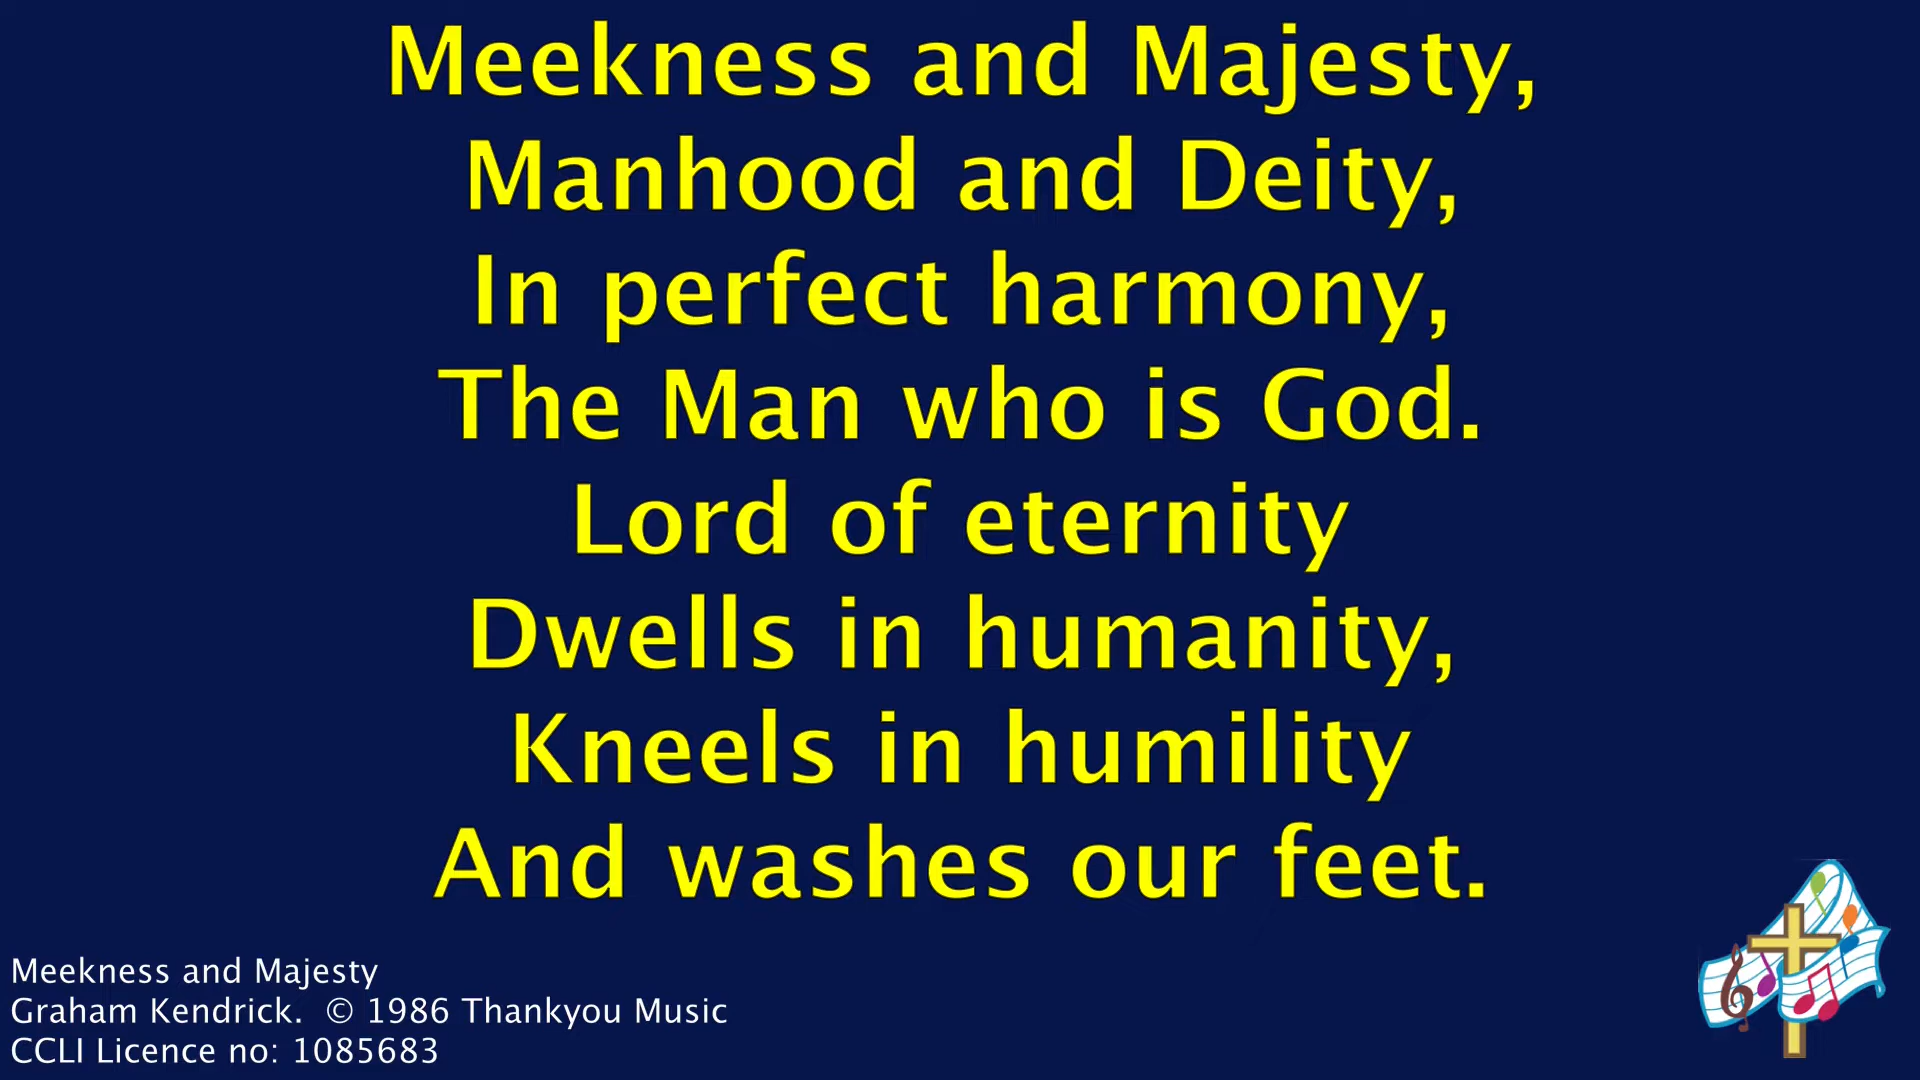 Meekness and Majesty,
Manhood and Deity,
In perfect harmony,
The Man who is God.
Lord of eternity
Dwells in humanity,
Kneels in humility
And washes our feet.
Meekness and Majesty
Graham Kendrick.  © 1986 Thankyou Music
CCLI Licence no: 1085683